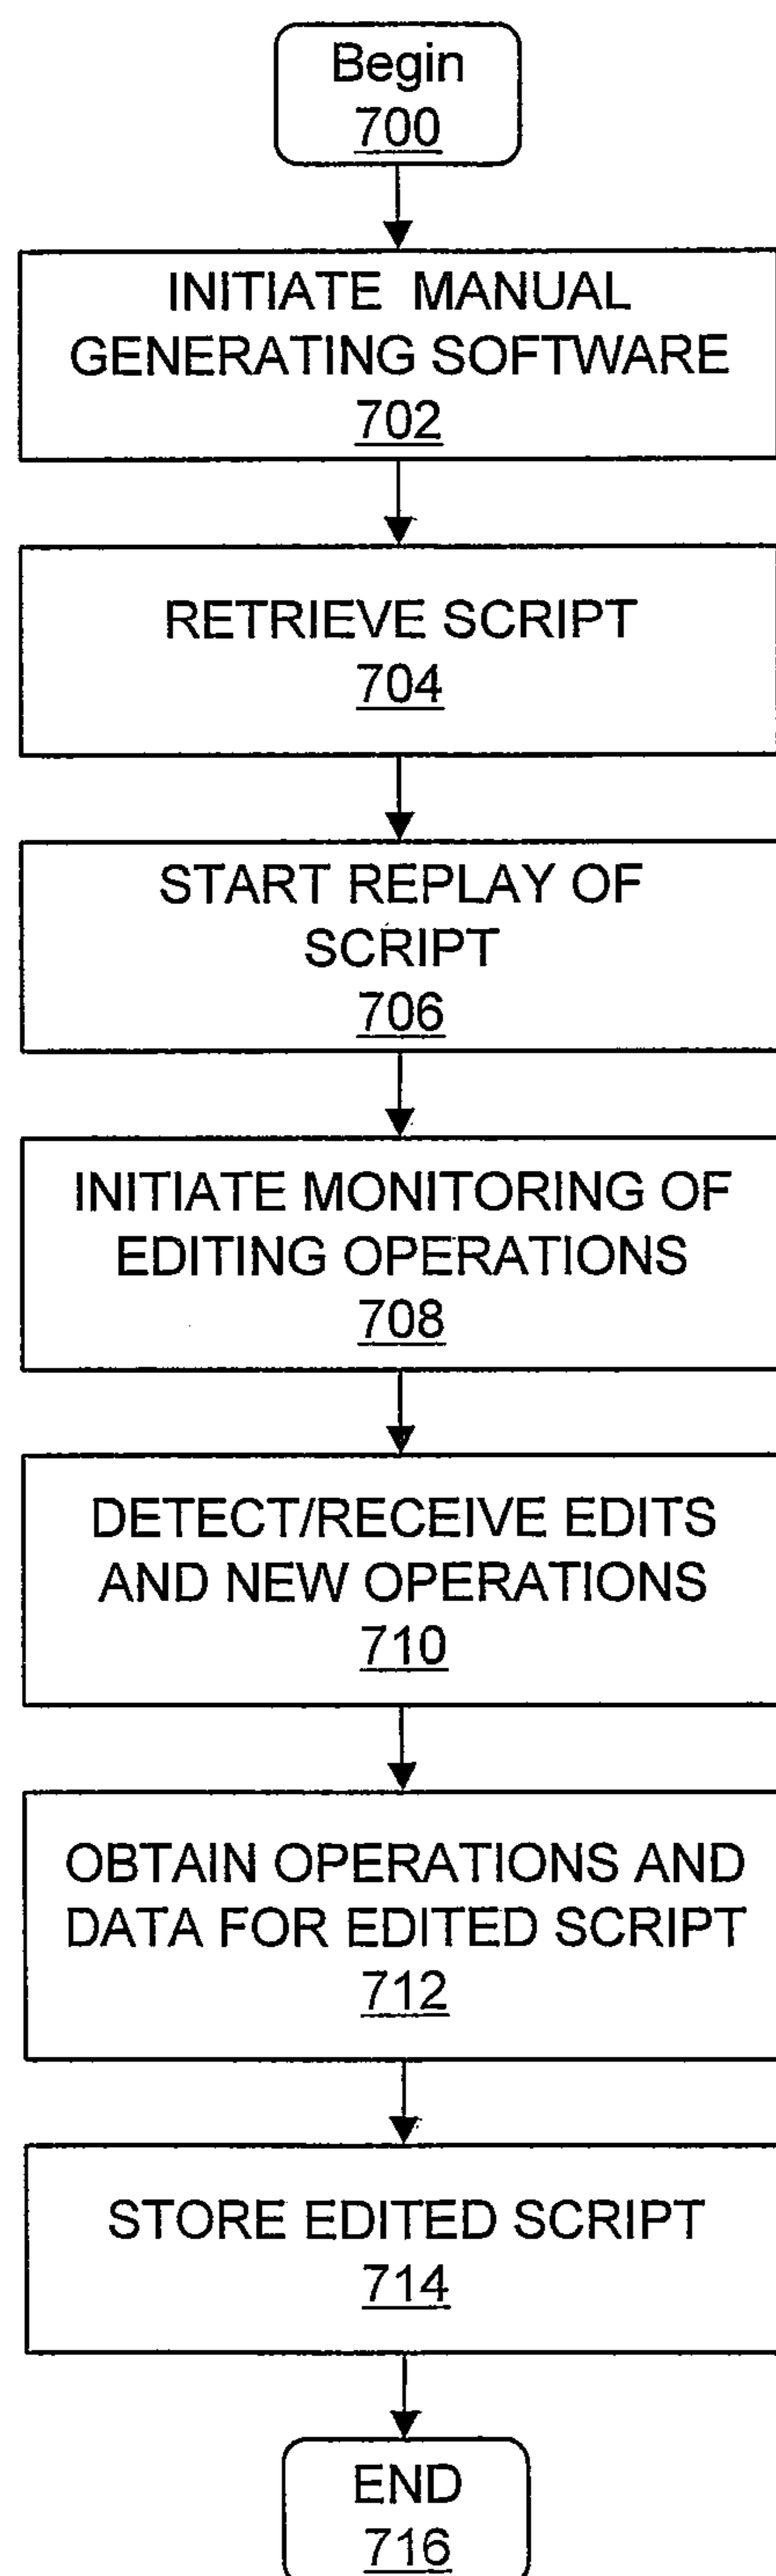 Begin
700
INITIATE MANUAL
GENERATING SOFTWARE
702
RETRIEVE SCRIPT
704
START REPLAY OF
SCRIPT
706
INITIATE MONITORING OF
EDITING OPERATIONS
708
DETECT/RECEIVE EDITS
AND NEW OPERATIONS
710
OBTAIN OPERATIONS AND
DATA FOR EDITED SCRIPT
712
STORE EDITED SCRIPT
714
END
716